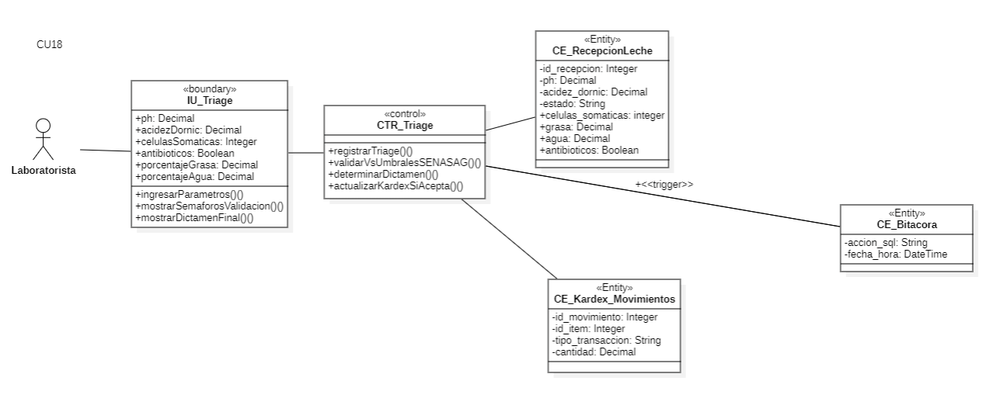 CU18
Laboratorista
«boundary»
IU_Triage
+ph: Decimal
+acidezDornic: Decimal
+celulasSomaticas: Integer
+antibioticos: Boolean
+porcentajeGrasa: Decimal
+porcentajeAgua: Decimal
+ingresarParametros()()
+mostrarSemaforosValidacion()()
+mostrarDictamenFinal()()
«control»
CTR_Triage
+registrarTriage()()
+validarVsUmbralesSENASAG()()
+determinarDictamen()()
+actualizarKardexSiAcepta()()
«Entity»
CE_RecepcionLeche
-id_recepcion: Integer
-ph: Decimal
-acidez_dornic: Decimal
-estado: String
+celulas_somaticas: integer
+grasa: Decimal
+agua: Decimal
+antibioticos: Boolean
+<<trigger>>
«Entity»
CE_Bitacora
-accion_sql: String
-fecha_hora: DateTime
«Entity»
CE_Kardex_Movimientos
-id_movimiento: Integer
-id_item: Integer
-tipo_transaccion: String
-cantidad: Decimal